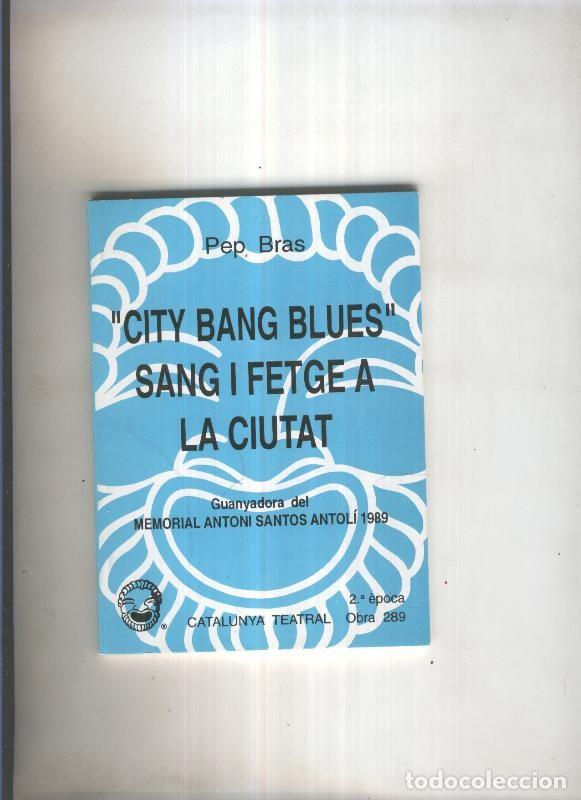 Pep Bras
"CITY BANG BLUES"
SANG I FETGE A
LA CIUTAT
Guanyadora del
MEMORIAL ANTONI SANTOS ANTOLÍ 1989
2.ª època
CATALUNYA TEATRAL Obra 289
®
todocoleccion